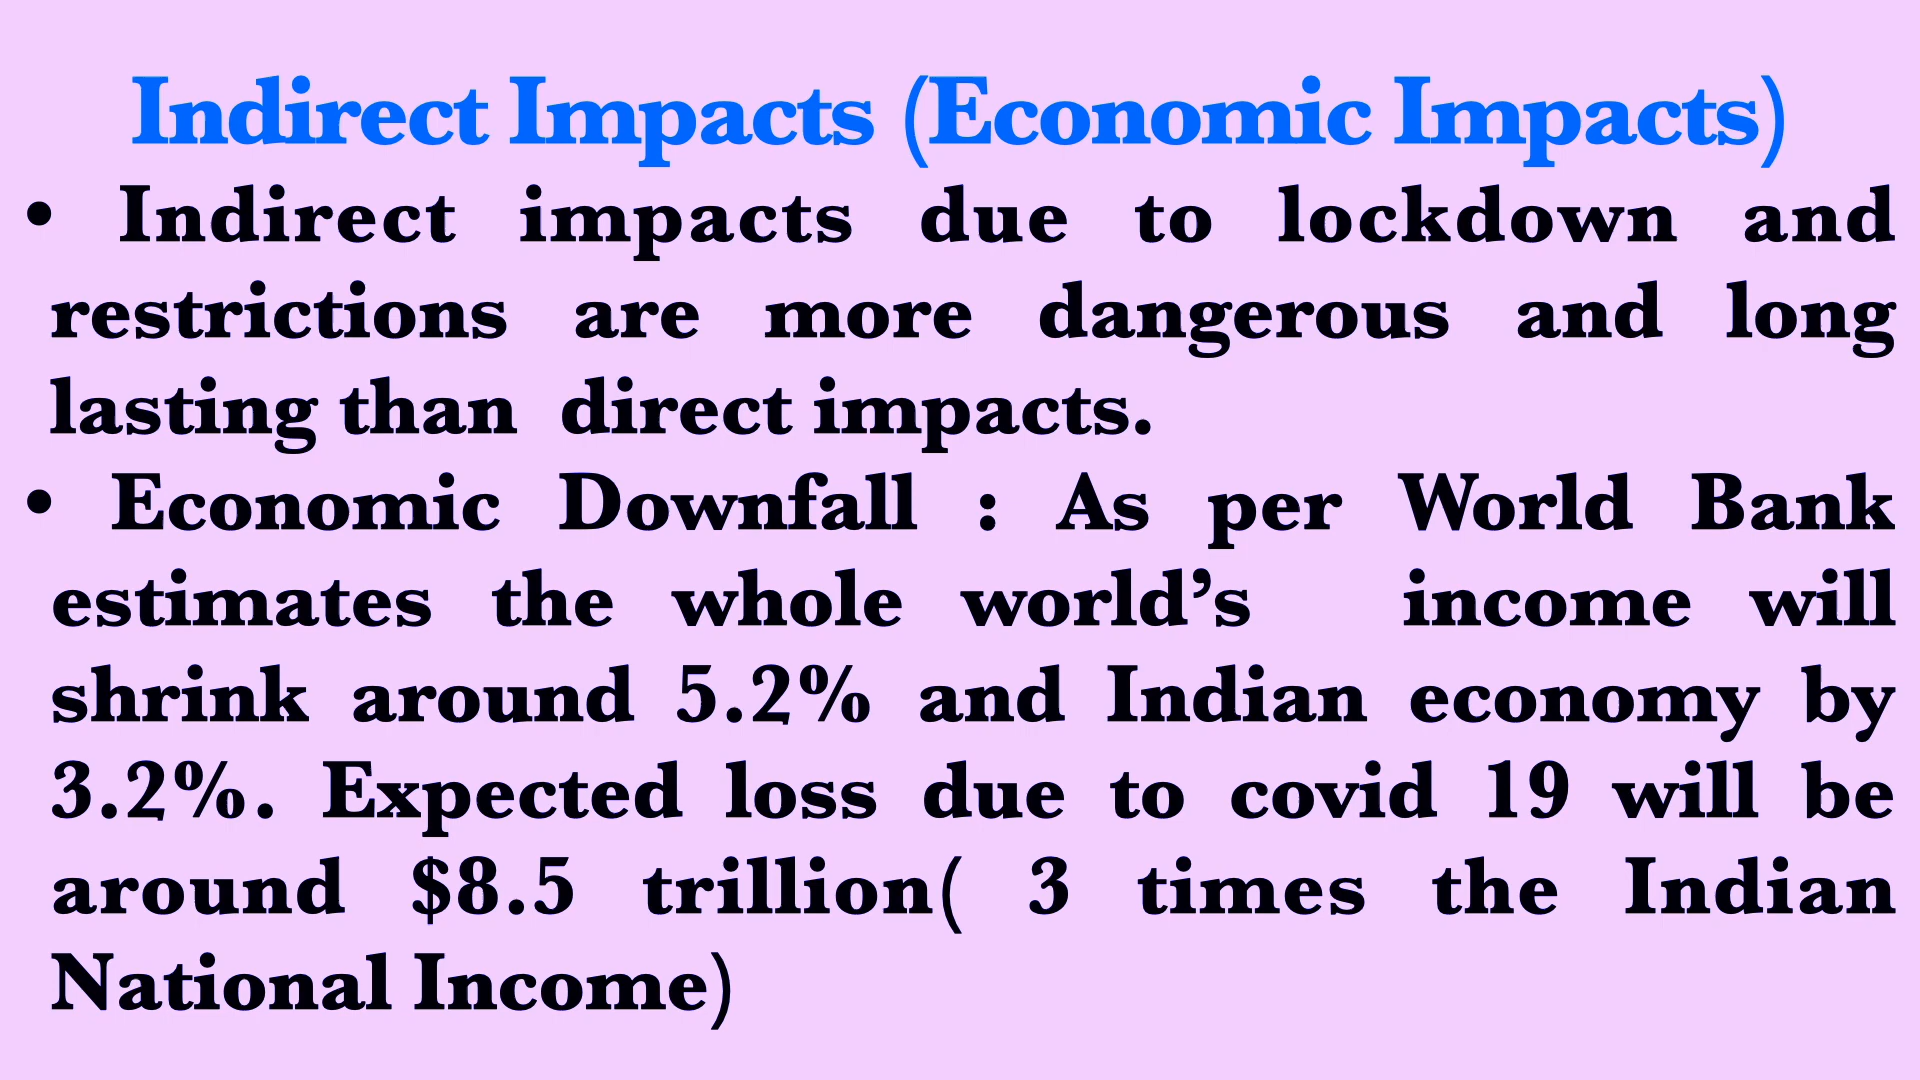 Indirect Impacts (Economic Impacts)
• Indirect impacts due to lockdown and
restrictions are more dangerous and long
lasting than direct impacts.
• Economic Downfall : As per World Bank
estimates the whole world’s income will
shrink around 5.2% and Indian economy by
3.2%. Expected loss due to covid 19 will be
around $8.5 trillion( 3 times the Indian
National Income)